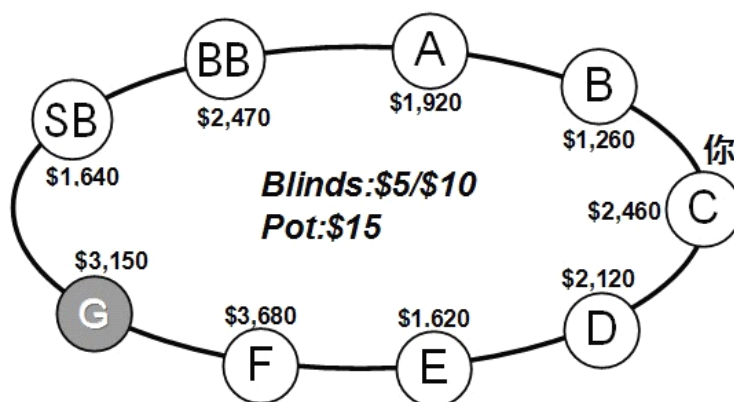 BB
A
SB
B
$2,470
$1,920
$1,260
$1.640
你
Blinds:$5/$10
Pot:$15
$2,460
C
$3,150
$2,120
G
$3,680
$1.620
D
F
E